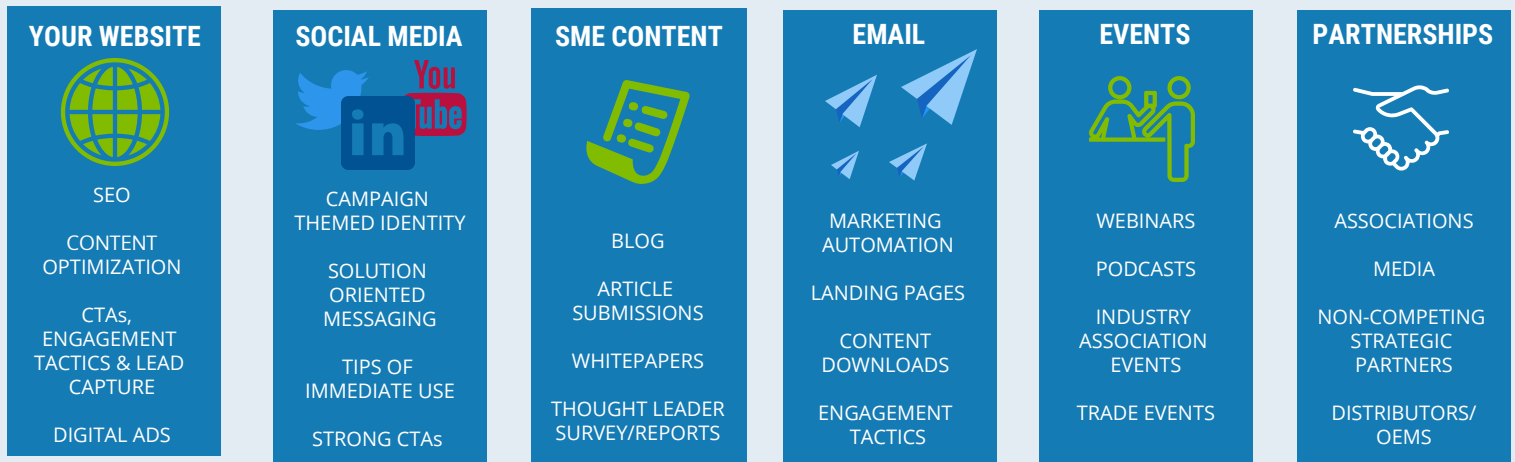 YOUR WEBSITE
SEO
CONTENT
OPTIMIZATION
CTAs,
ENGAGEMENT
TACTICS & LEAD
CAPTURE
DIGITAL ADS
SOCIAL MEDIA
You
Tube
in
CAMPAIGN
THEMED IDENTITY
SOLUTION
ORIENTED
MESSAGING
TIPS OF
IMMEDIATE USE
STRONG CTAs
SME CONTENT
BLOG
ARTICLE
SUBMISSIONS
WHITEPAPERS
THOUGHT LEADER
SURVEY/REPORTS
EMAIL
MARKETING
AUTOMATION
LANDING PAGES
CONTENT
DOWNLOADS
ENGAGEMENT
TACTICS
EVENTS
WEBINARS
PODCASTS
INDUSTRY
ASSOCIATION
EVENTS
TRADE EVENTS
PARTNERSHIPS
ASSOCIATIONS
MEDIA
NON-COMPETING
STRATEGIC
PARTNERS
DISTRIBUTORS/
OEMS